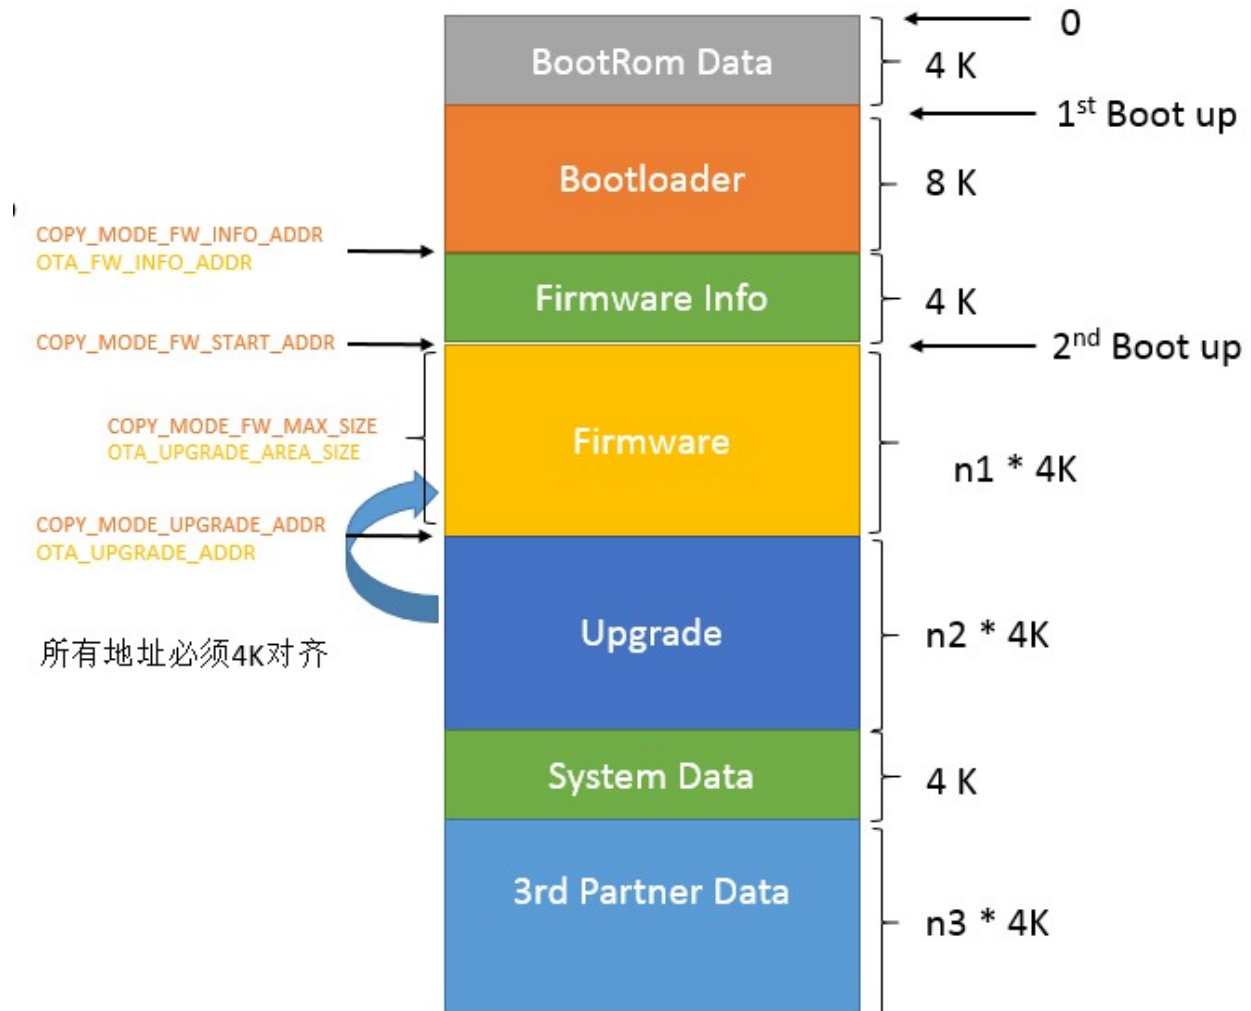 0
BootRom Data
4 K
1st Boot up
Bootloader
8 K
COPY_MODE_FW_INFO_ADDR
OTA_FW_INFO_ADDR
Firmware Info
4 K
COPY_MODE_FW_START_ADDR
2nd Boot up
COPY_MODE_FW_MAX_SIZE
OTA_UPGRADE_AREA_SIZE
Firmware
n1 * 4K
COPY_MODE_UPGRADE_ADDR
OTA_UPGRADE_ADDR
Upgrade
n2 * 4K
所有地址必须4K对齐
System Data
4 K
3rd Partner Data
n3 * 4K